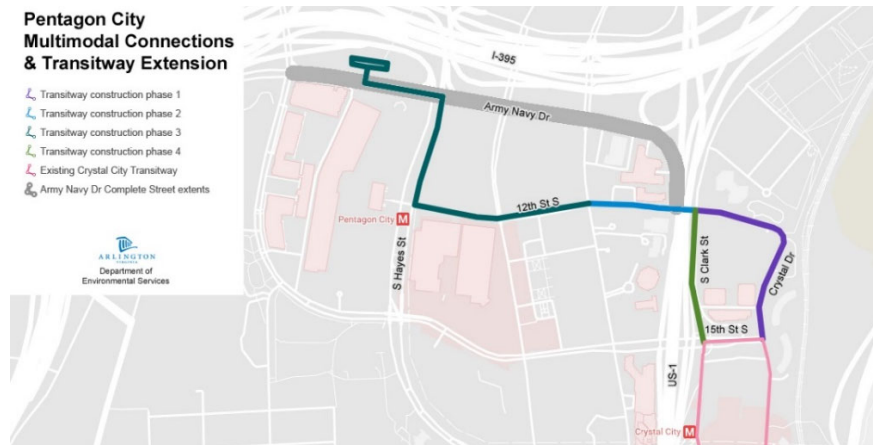 Pentagon City
Multimodal Connections
& Transitway Extension
Transitway construction phase 1
Transitway construction phase 2
Transitway construction phase 3
Transitway construction phase 4
Existing Crystal City Transitway
Army Navy Dr Complete Street extents
ARLINGTON
VIRGINIA
Department of
Environmental Services
I-395
Army Navy Dr
12th St S
Pentagon City M
S Hayes St
S Clark St
Crystal Dr
15th St S
US-1
Crystal City M